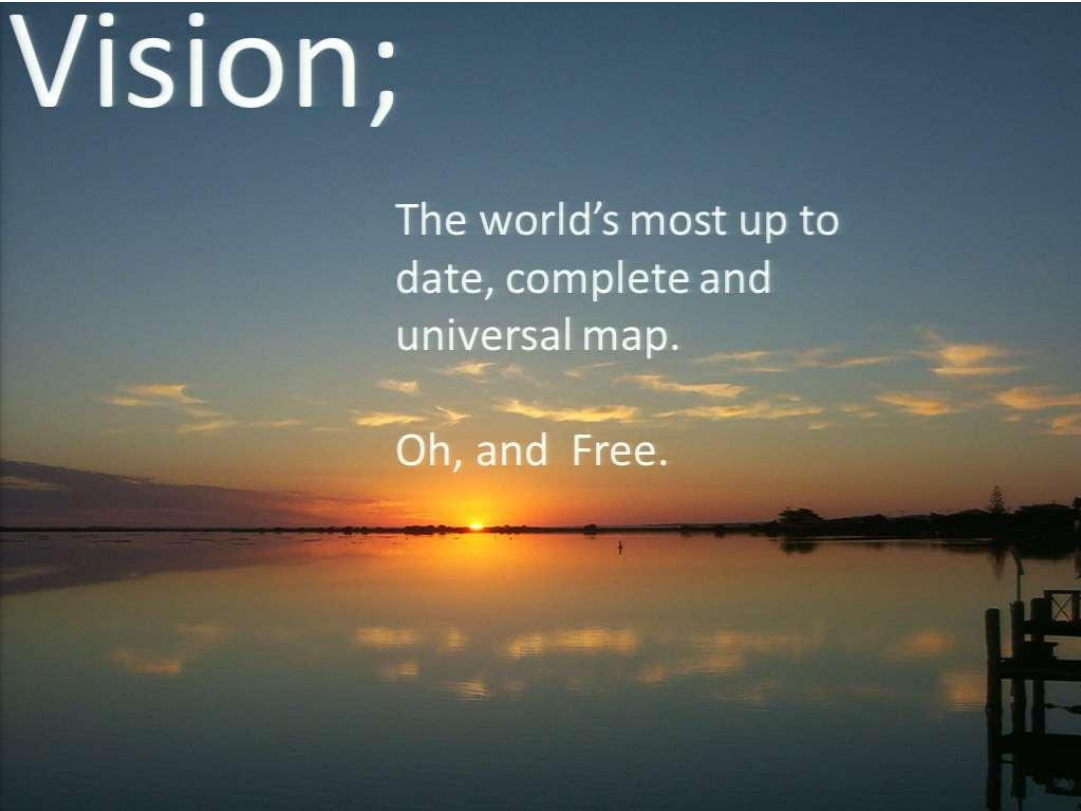 Vision;
The world’s most up to
date, complete and
universal map.
Oh, and  Free.